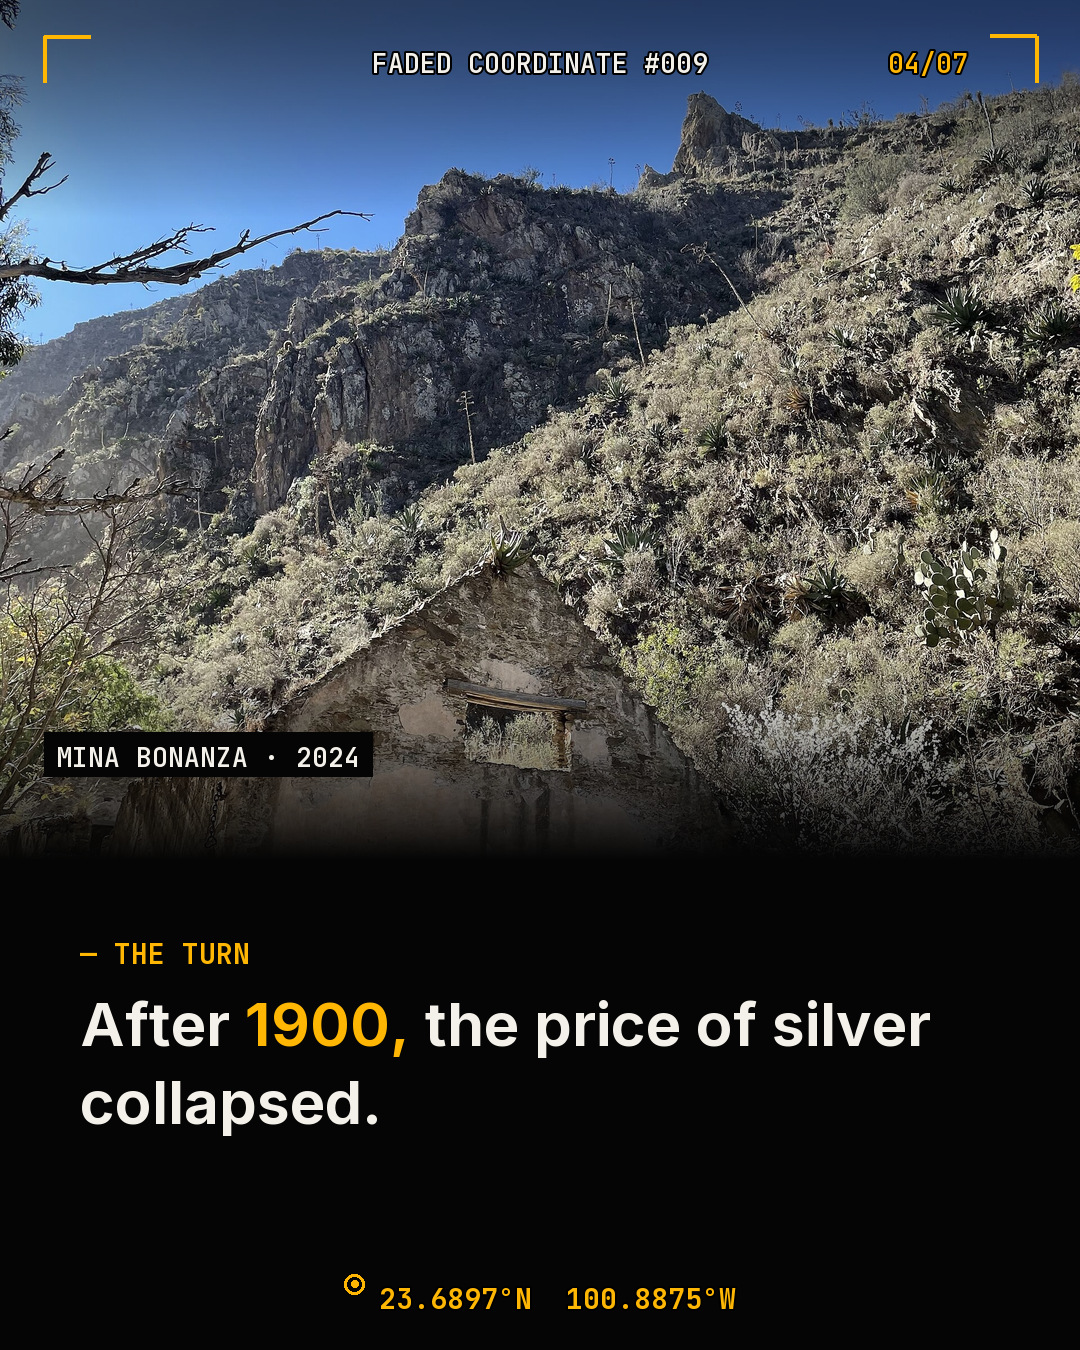 FADED COORDINATE #009
04/07
MINA BONANZA · 2024
— THE TURN
After 1900, the price of silver
collapsed.
23.6897°N 100.8875°W